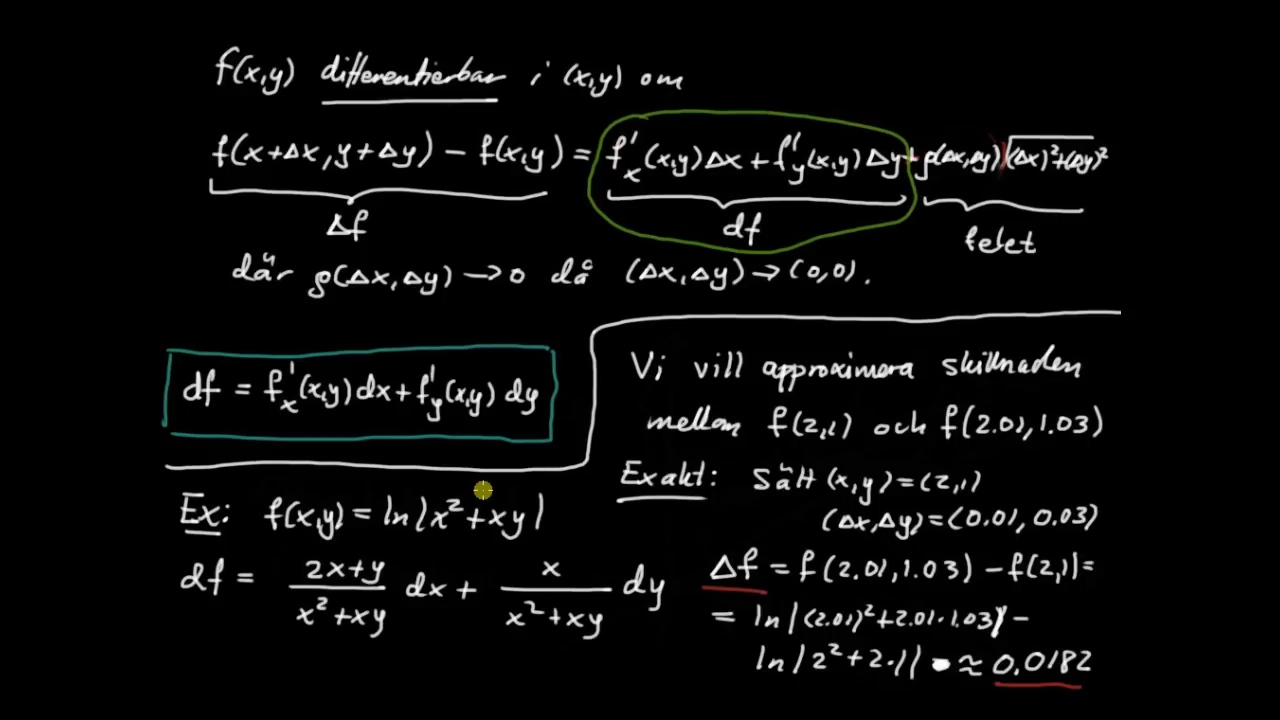 f(x,y) differentierbar i (x,y) om
f(x+Δx, y+Δy) − f(x,y) = f'x(x,y)Δx + f'y(x,y)Δy + ρ(Δx,Δy)√(Δx)²+(Δy)²
Δf df felet
där ρ(Δx,Δy) → 0 då (Δx,Δy) → (0,0).
df = f'x(x,y)dx + f'y(x,y) dy
Ex: f(x,y) = ln|x²+xy|
df = 2x+y / x²+xy dx + x / x²+xy dy
Vi vill approximera skillnaden
mellan f(2,1) och f(2.01,1.03)
Exakt: Sätt (x,y)=(2,1)
(Δx,Δy)=(0.01, 0.03)
Δf = f(2.01,1.03) − f(2,1)=
= ln|(2.01)²+2.01·1.03| −
ln|2²+2·1| ≈ 0.0182